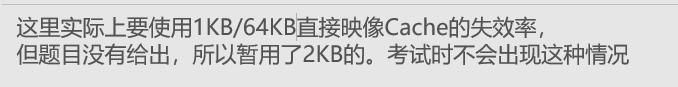 这里实际上要使用1KB/64KB直接映像Cache的失效率，
但题目没有给出，所以暂用了2KB的。考试时不会出现这种情况